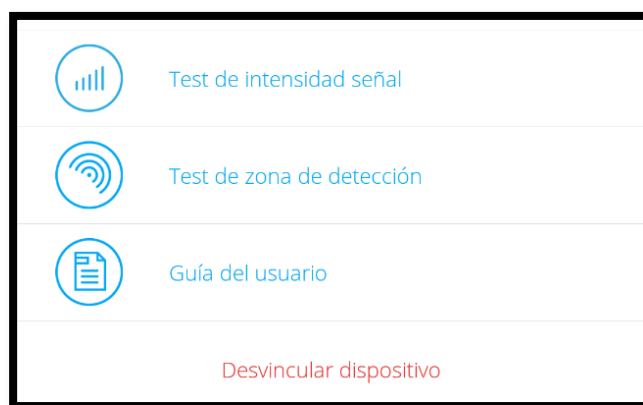 Test de intensidad señal
Test de zona de detección
Guía del usuario
Desvincular dispositivo